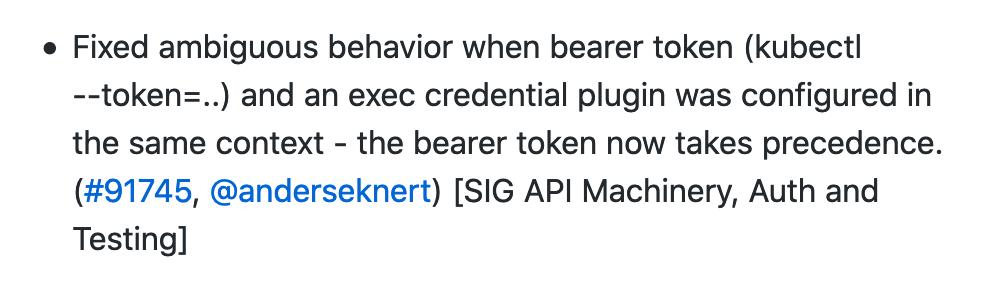 • Fixed ambiguous behavior when bearer token (kubectl
--token=..) and an exec credential plugin was configured in
the same context - the bearer token now takes precedence.
(#91745, @anderseknert) [SIG API Machinery, Auth and
Testing]